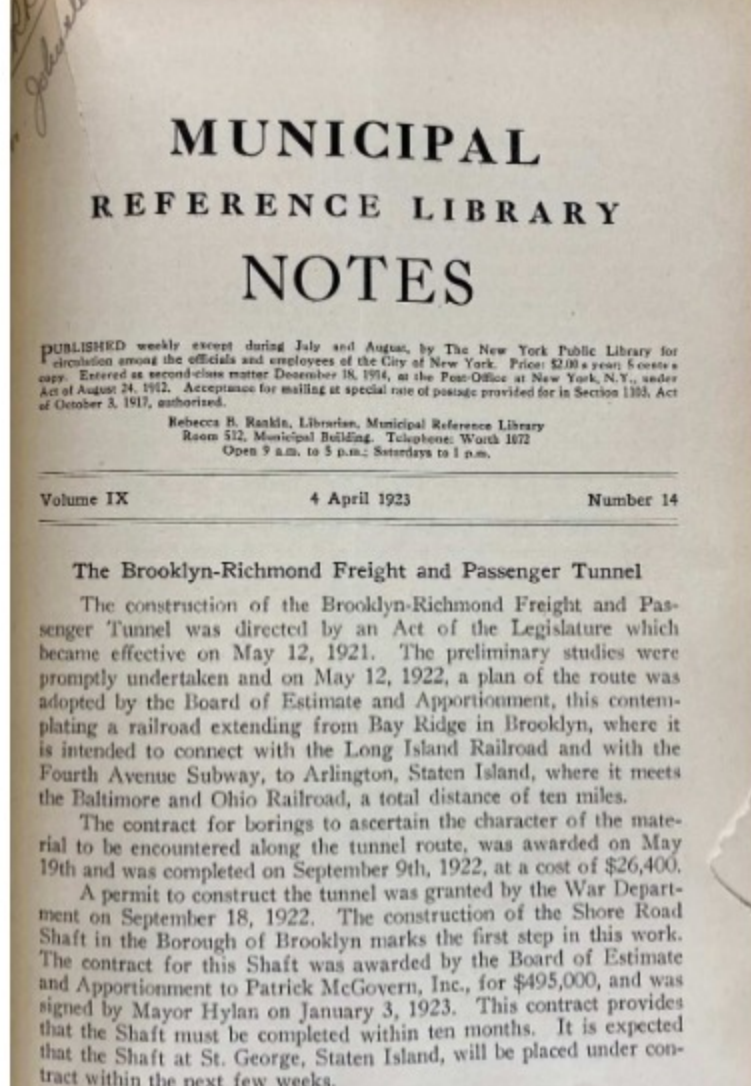 Johnst
MUNICIPAL
REFERENCE LIBRARY
NOTES
PUBLISHED weekly except during July and August, by The New York Public Library for
circulation among the officials and employees of the City of New York. Price: $2.00 a year; 5 cents a
copy. Entered as second-class matter December 18, 1914, at the Post-Office at New York, N.Y., under
Act of August 24, 1912. Acceptance for mailing at special rate of postage provided for in Section 1103, Act
of October 3, 1917, authorized.
Rebecca B. Rankin, Librarian, Municipal Reference Library
Room 512, Municipal Building. Telephone: Worth 1072
Open 9 a.m. to 5 p.m.; Saturdays to 1 p.m.
Volume IX 4 April 1923 Number 14
The Brooklyn-Richmond Freight and Passenger Tunnel
The construction of the Brooklyn-Richmond Freight and Pas-
senger Tunnel was directed by an Act of the Legislature which
became effective on May 12, 1921. The preliminary studies were
promptly undertaken and on May 12, 1922, a plan of the route was
adopted by the Board of Estimate and Apportionment, this contem-
plating a railroad extending from Bay Ridge in Brooklyn, where it
is intended to connect with the Long Island Railroad and with the
Fourth Avenue Subway, to Arlington, Staten Island, where it meets
the Baltimore and Ohio Railroad, a total distance of ten miles.
The contract for borings to ascertain the character of the mate-
rial to be encountered along the tunnel route, was awarded on May
19th and was completed on September 9th, 1922, at a cost of $26,400.
A permit to construct the tunnel was granted by the War Depart-
ment on September 18, 1922. The construction of the Shore Road
Shaft in the Borough of Brooklyn marks the first step in this work.
The contract for this Shaft was awarded by the Board of Estimate
and Apportionment to Patrick McGovern, Inc., for $495,000, and was
signed by Mayor Hylan on January 3, 1923. This contract provides
that the Shaft must be completed within ten months. It is expected
that the Shaft at St. George, Staten Island, will be placed under con-
tract within the next few weeks.